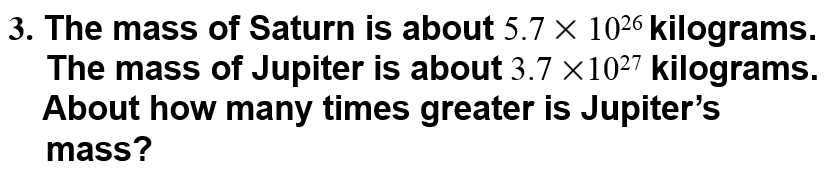 3. The mass of Saturn is about 5.7 × 10²⁶ kilograms.
The mass of Jupiter is about 3.7 ×10²⁷ kilograms.
About how many times greater is Jupiter’s
mass?